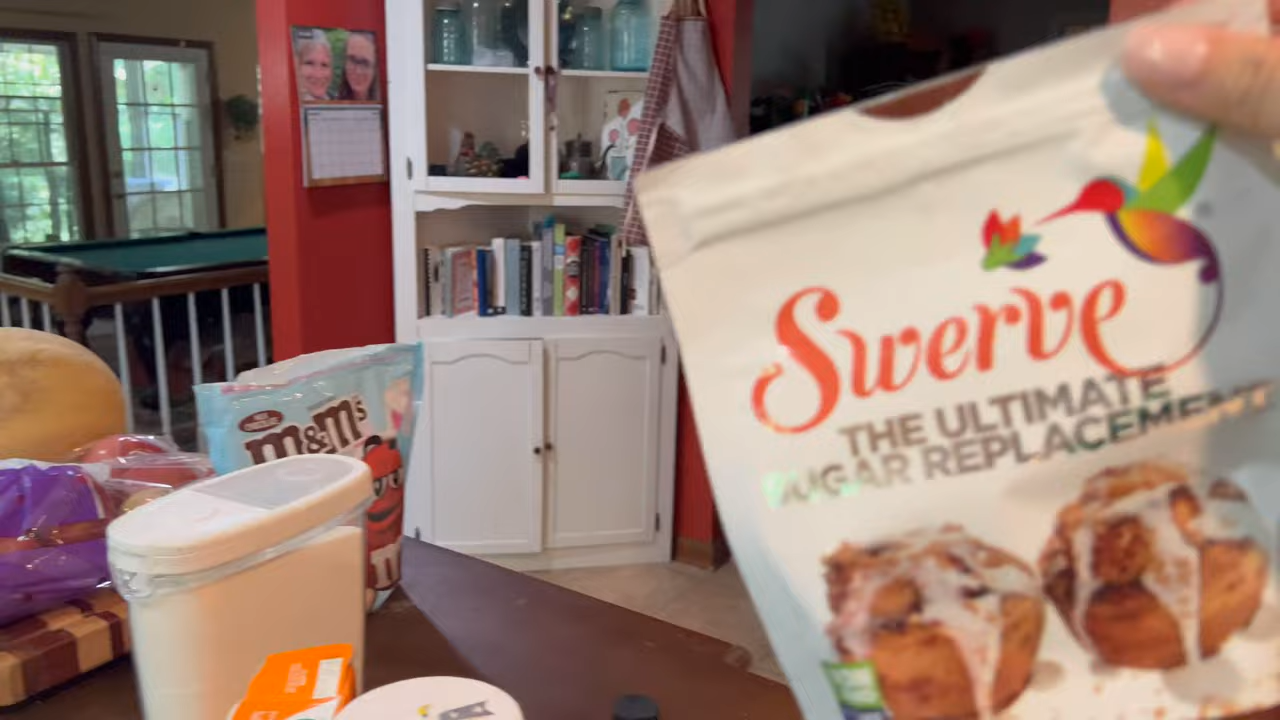 Swerve
THE ULTIMATE
SUGAR REPLACEMENT
m&m's
m